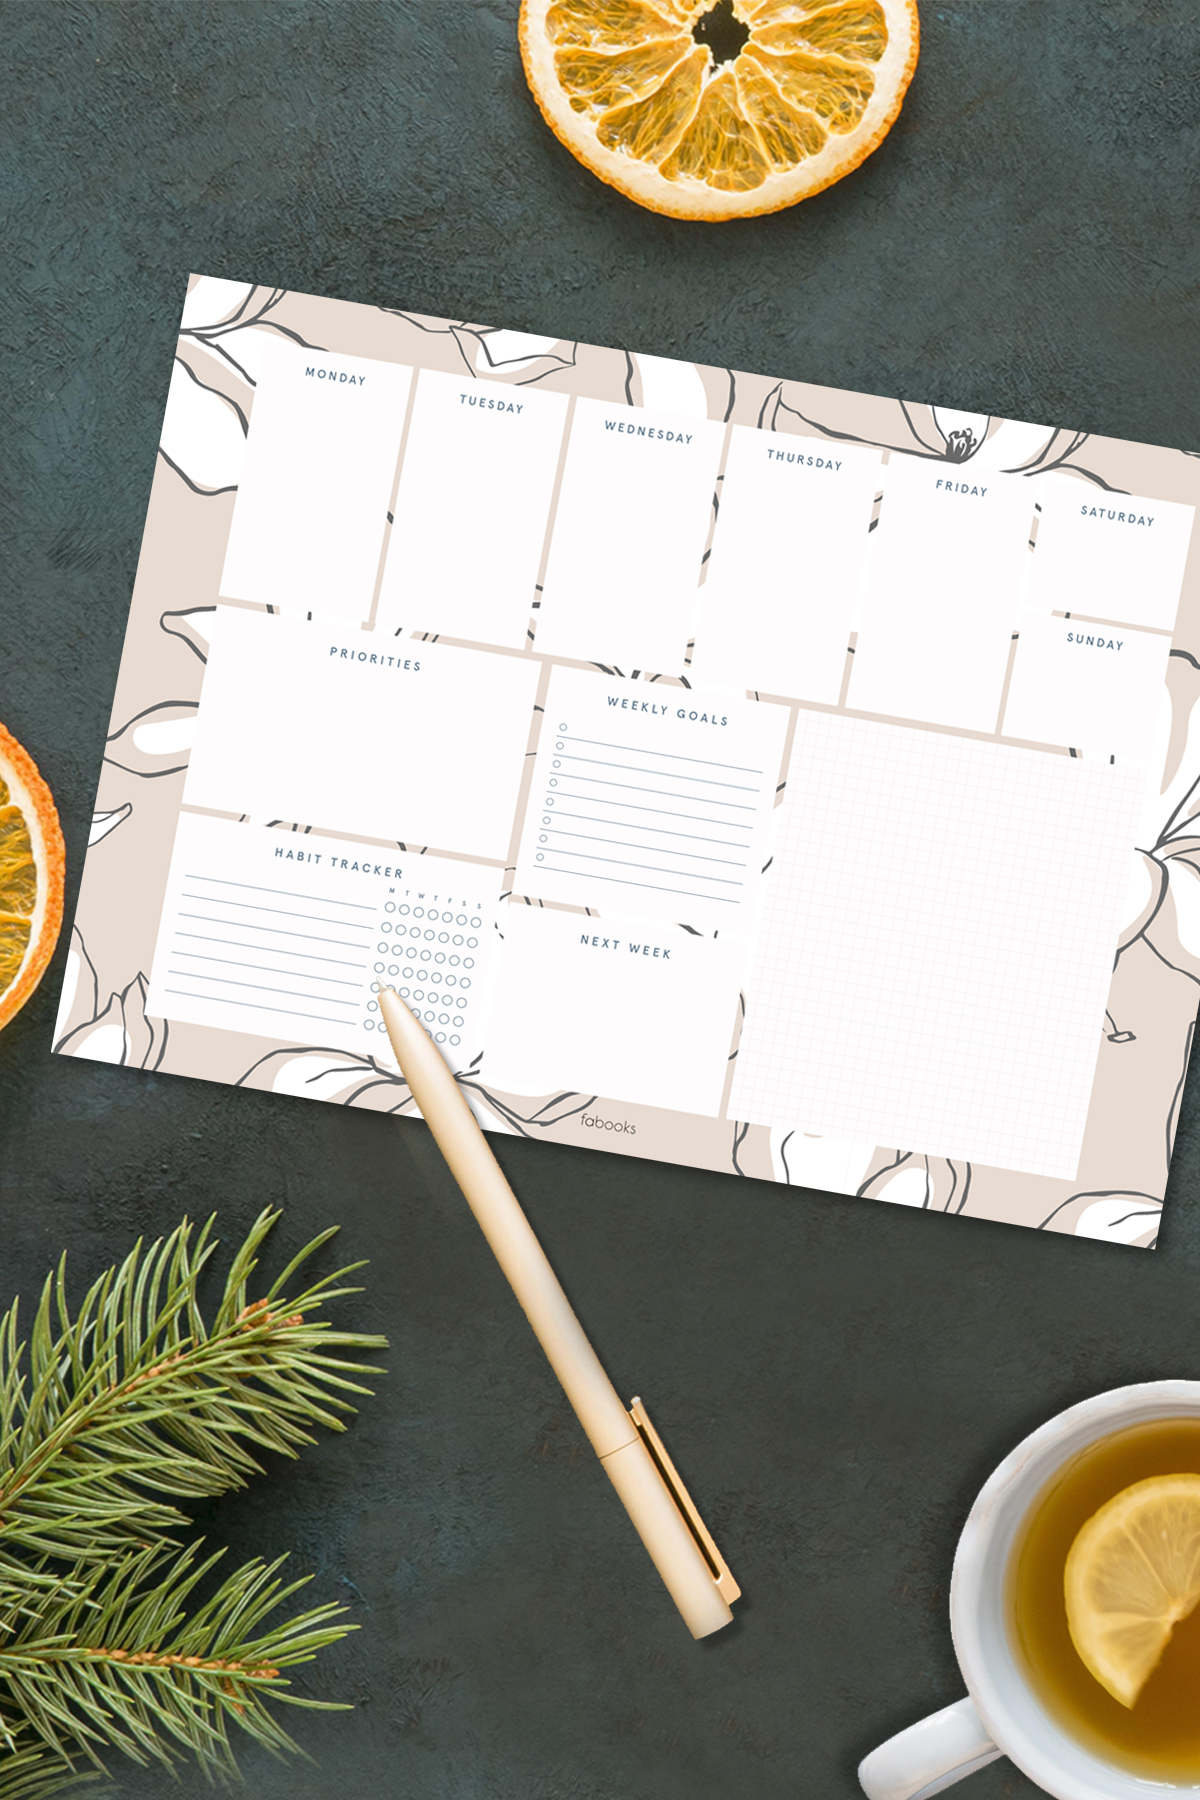 MONDAY
TUESDAY
WEDNESDAY
THURSDAY
FRIDAY
SATURDAY
SUNDAY
PRIORITIES
WEEKLY GOALS
HABIT TRACKER
M T W T F S S
NEXT WEEK
fabooks